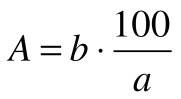 A = b · 100/a